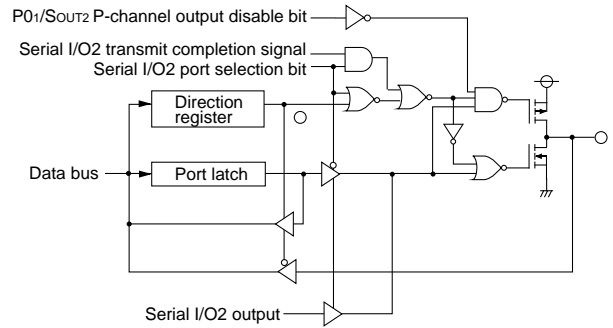 P01/SOUT2 P-channel output disable bit
Serial I/O2 transmit completion signal
Serial I/O2 port selection bit
Direction
register
Data bus
Port latch
Serial I/O2 output